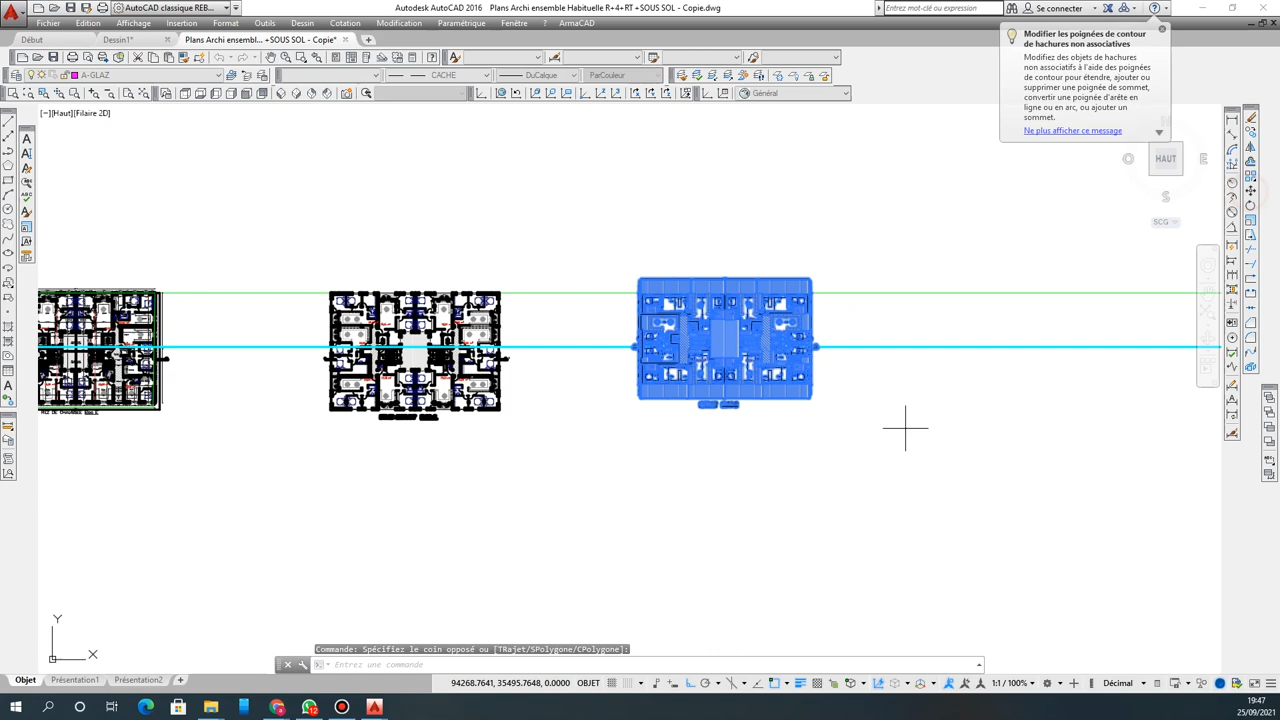 AutoCAD classique REB...
Autodesk AutoCAD 2016
Plans Archi ensemble Habituelle R+4+RT +SOUS SOL - Copie.dwg
Entrez mot-clé ou expression
Se connecter
Fichier
Edition
Affichage
Insertion
Format
Outils
Dessin
Cotation
Modification
Paramétrique
Fenêtre
?
ArmaCAD
Début
Dessin1*
Plans Archi ensembl... +SOUS SOL - Copie*
Modifier les poignées de contour
de hachures non associatives
Modifiez des objets de hachures
non associatifs à l'aide des poignées
de contour pour étendre, ajouter ou
supprimer une poignée de sommet,
convertir une poignée d'arête en
ligne ou en arc, ou ajouter un
sommet.
Ne plus afficher ce message
A-GLAZ
CACHE
DuCalque
ParCouleur
Général
[−][Haut][Filaire 2D]
N
O
HAUT
E
S
SCG
REZ DE CHAUSSEE
Y
X
Commande: Spécifiez le coin opposé ou [TRajet/SPolygone/CPolygone]:
Entrez une commande
Objet
Présentation1
Présentation2
94268.7641, 35495.7648, 0.0000
OBJET
1:1 / 100%
Décimal
12
19:47
25/09/2021